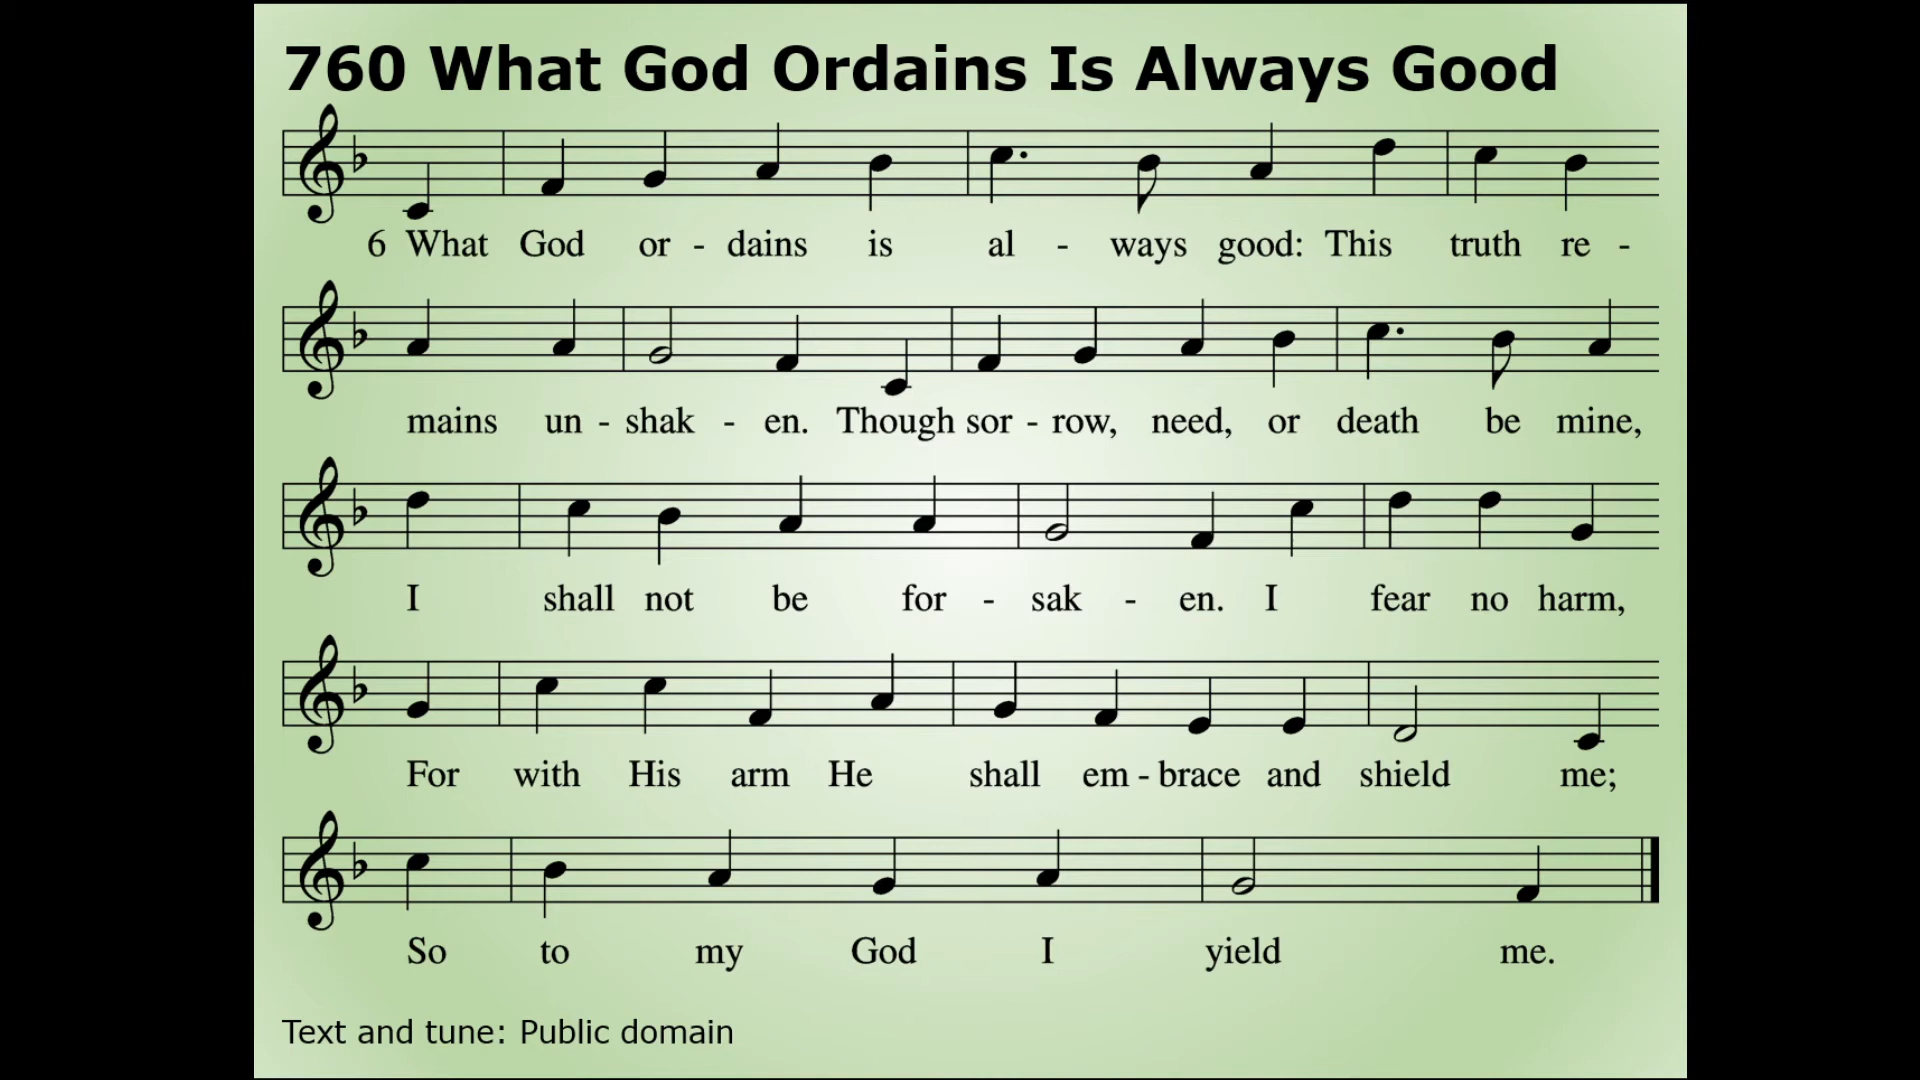 760 What God Ordains Is Always Good
6 What God or - dains is al - ways good: This truth re -
mains un - shak - en. Though sor - row, need, or death be mine,
I shall not be for - sak - en. I fear no harm,
For with His arm He shall em - brace and shield me;
So to my God I yield me.
Text and tune: Public domain